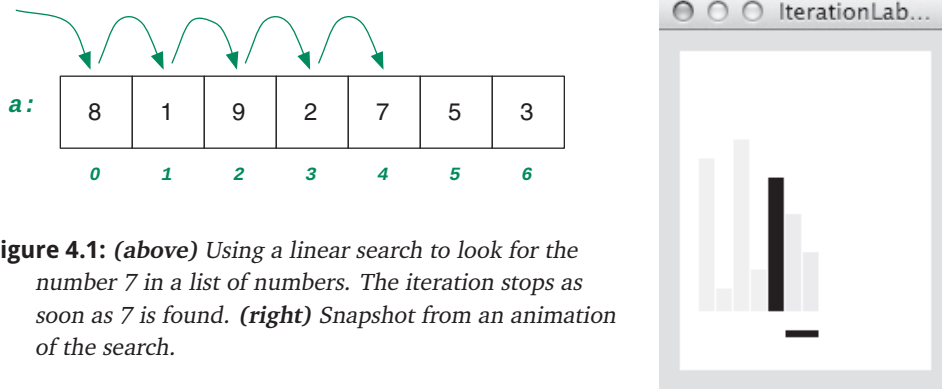 a:
8 1 9 2 7 5 3
0 1 2 3 4 5 6
igure 4.1: (above) Using a linear search to look for the
number 7 in a list of numbers. The iteration stops as
soon as 7 is found. (right) Snapshot from an animation
of the search.
IterationLab...